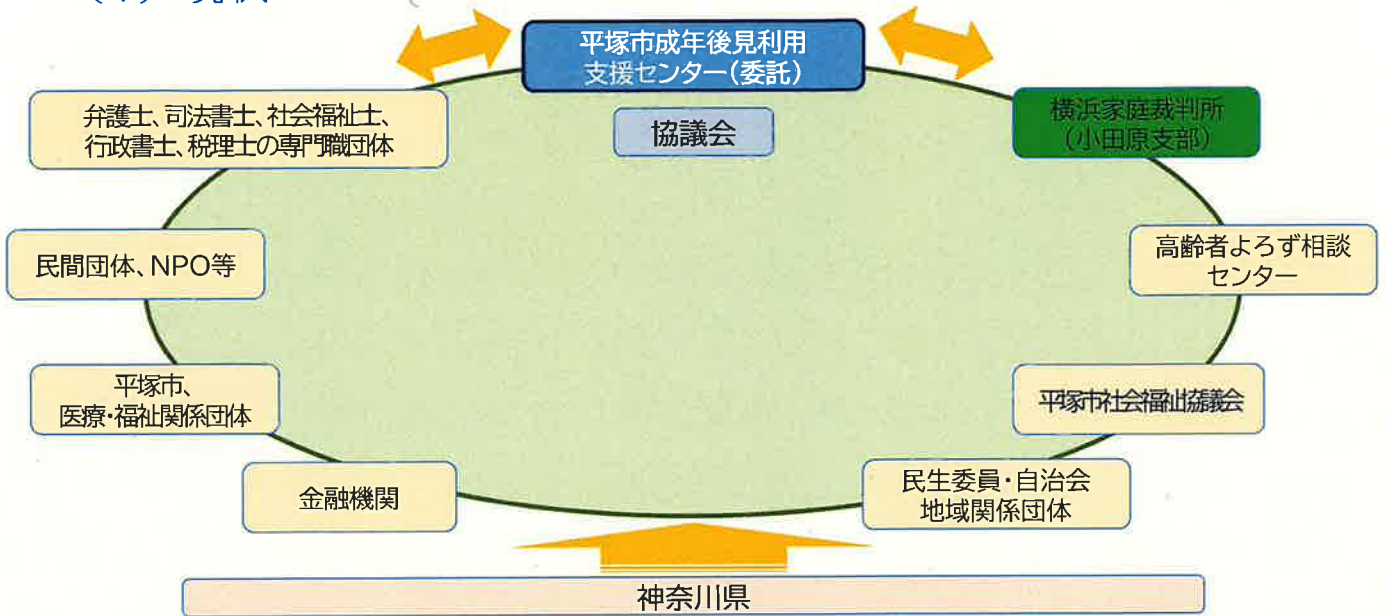 平塚市成年後見利用
支援センター(委託)
協議会
弁護士、司法書士、社会福祉士、
行政書士、税理士の専門職団体
横浜家庭裁判所
(小田原支部)
民間団体、NPO等
高齢者よろず相談
センター
平塚市、
医療・福祉関係団体
平塚市社会福祉協議会
金融機関
民生委員・自治会
地域関係団体
神奈川県